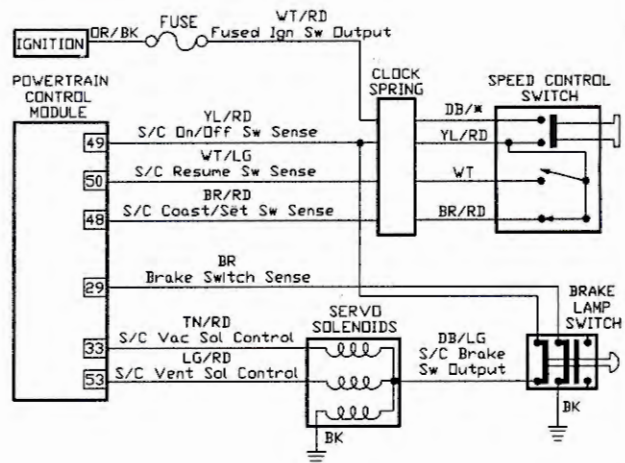 WT/RD
FUSE
IGNITION
OR/BK
Fused Ign Sw Output
POWERTRAIN
CONTROL
MODULE
CLOCK
SPRING
SPEED CONTROL
SWITCH
YL/RD
DB/*
49
S/C On/Off Sw Sense
YL/RD
WT/LG
50
S/C Resume Sw Sense
WT
BR/RD
48
S/C Coast/Set Sw Sense
BR/RD
BR
29
Brake Switch Sense
BRAKE
LAMP
SWITCH
TN/RD
SERVO
SOLENOIDS
33
S/C Vac Sol Control
DB/LG
S/C Brake
Sw Output
LG/RD
53
S/C Vent Sol Control
BK
BK